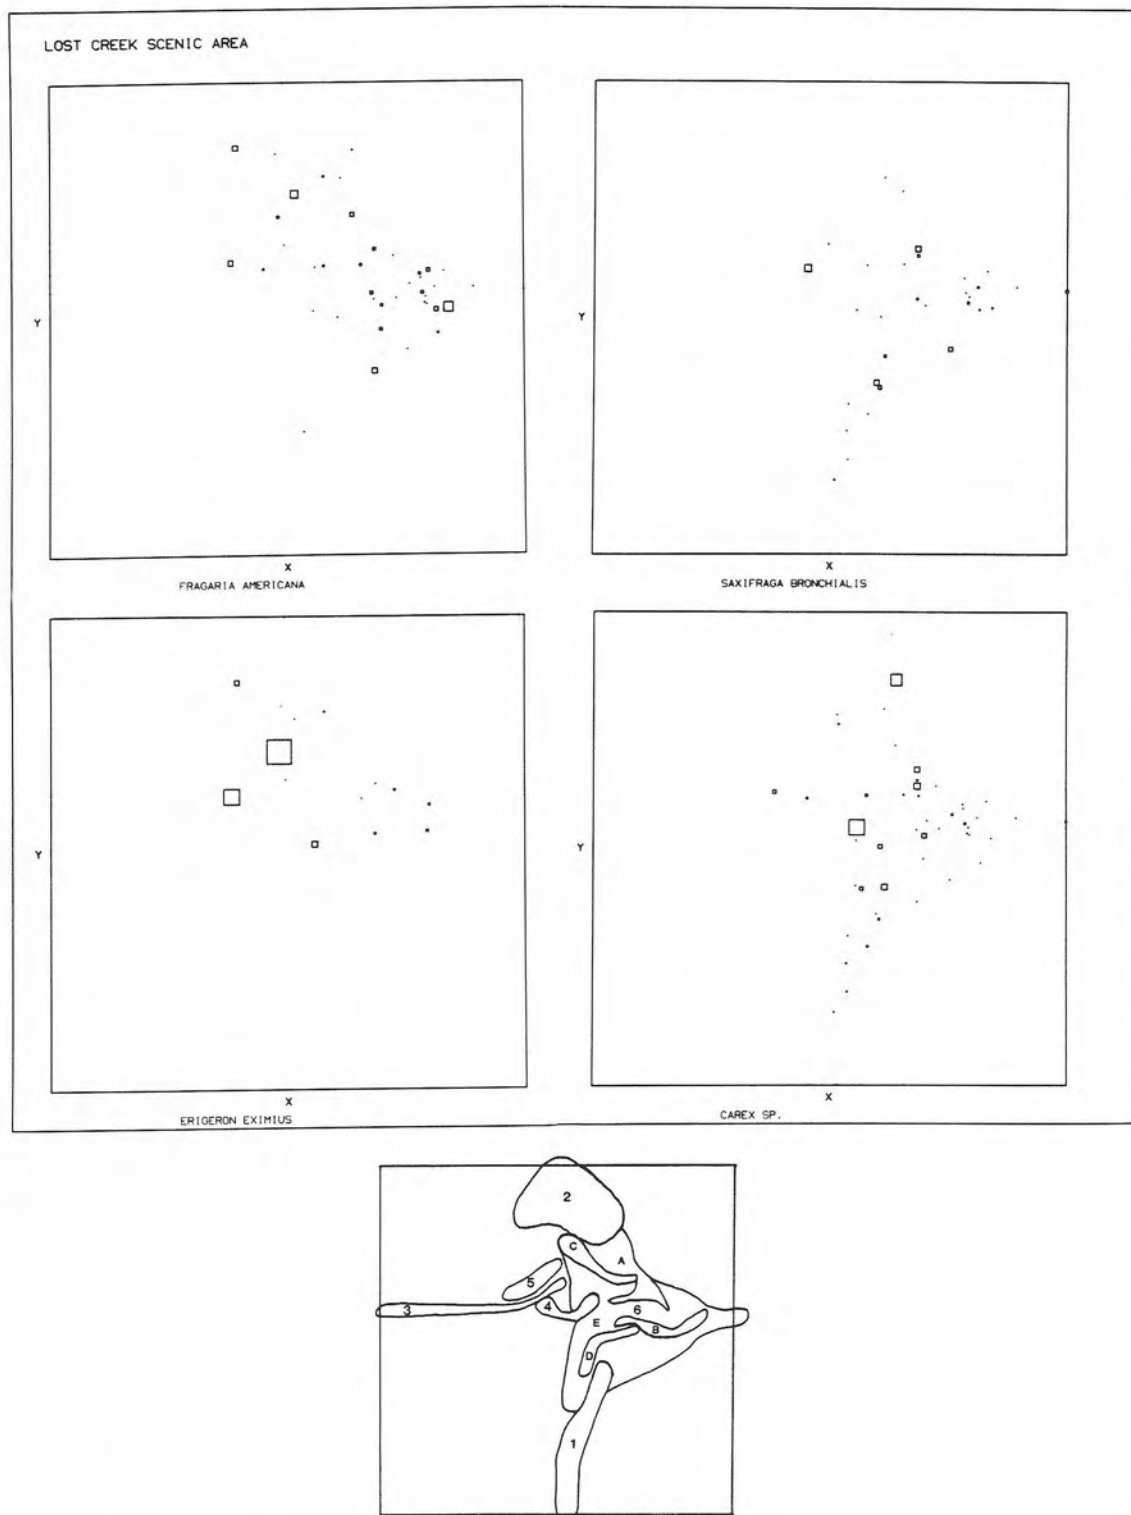 LOST CREEK SCENIC AREA
Y
Y
X
X
FRAGARIA AMERICANA
SAXIFRAGA BRONCHIALIS
Y
Y
X
X
ERIGERON EXIMIUS
CAREX SP.
2
C
A
5
3
4
6
E
B
D
1